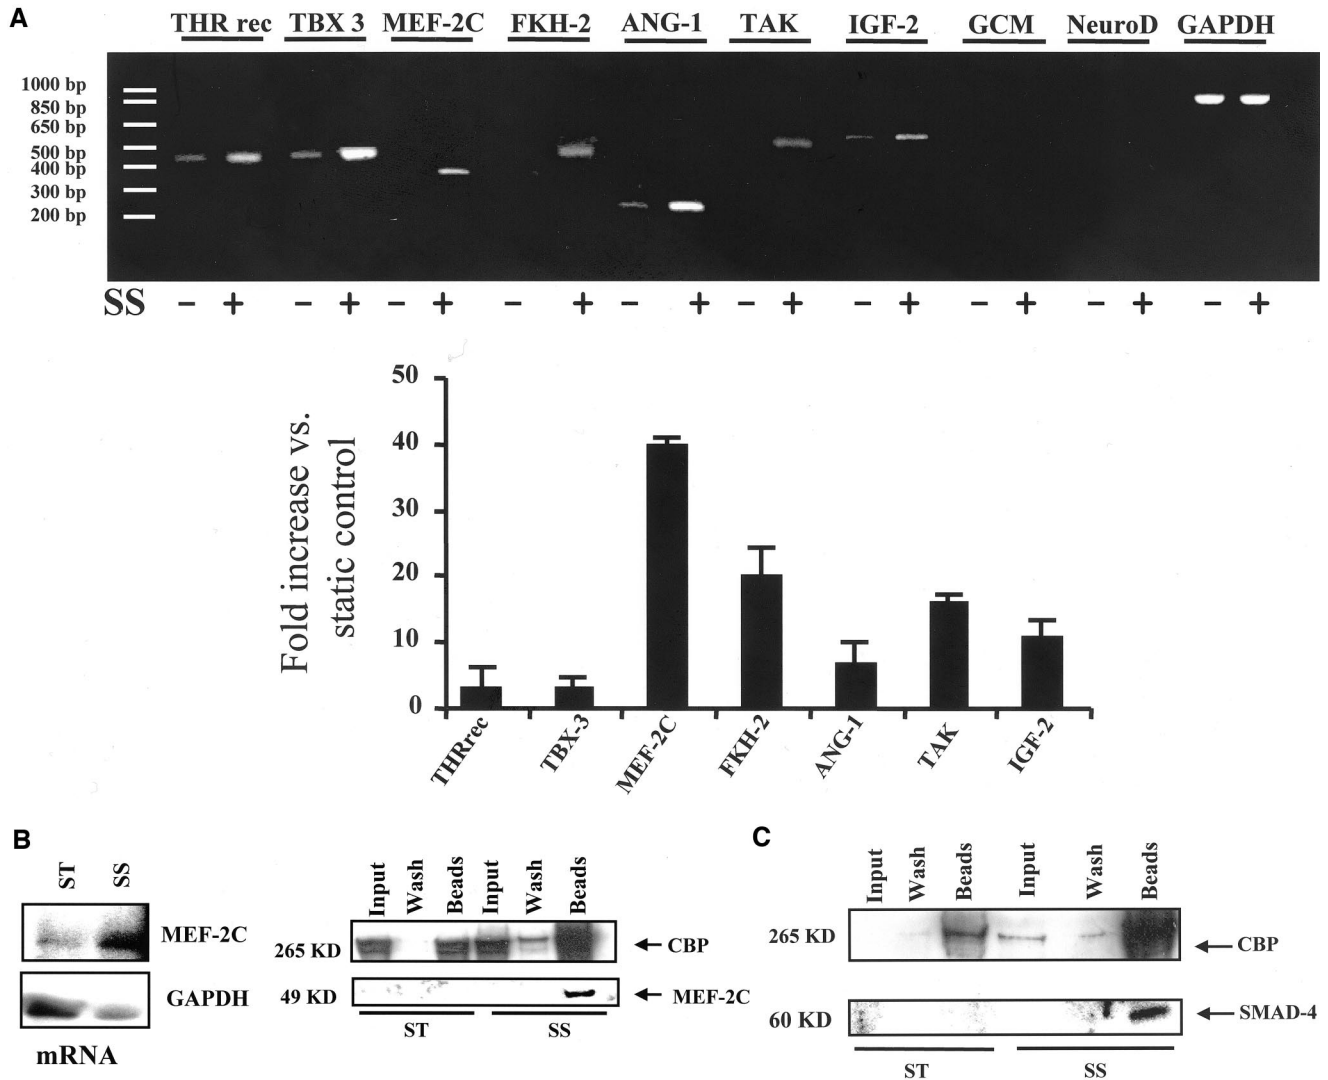 A
THR rec TBX 3 MEF-2C FKH-2 ANG-1 TAK IGF-2 GCM NeuroD GAPDH
1000 bp
850 bp
650 bp
500 bp
400 bp
300 bp
200 bp
SS − + − + − + − + − + − + − + − + − + − +
Fold increase vs.
static control
50
40
30
20
10
0
THRrec TBX-3 MEF-2C FKH-2 ANG-1 TAK IGF-2
B
ST SS
MEF-2C
GAPDH
mRNA
Input Wash Beads Input Wash Beads
265 KD CBP
49 KD MEF-2C
ST SS
C
Input Wash Beads Input Wash Beads
265 KD CBP
60 KD SMAD-4
ST SS